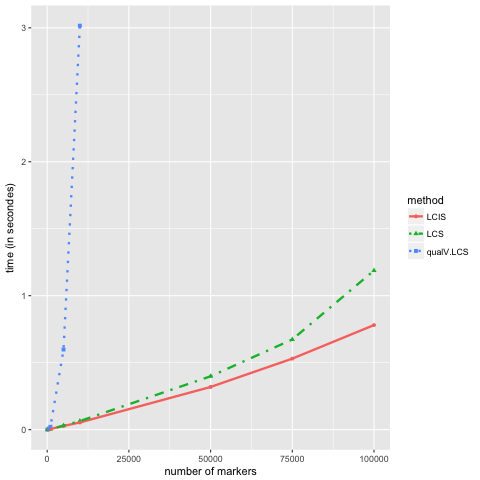 3
2
1
0
time (in secondes)
0
25000
50000
75000
100000
number of markers
method
LCIS
LCS
qualV.LCS